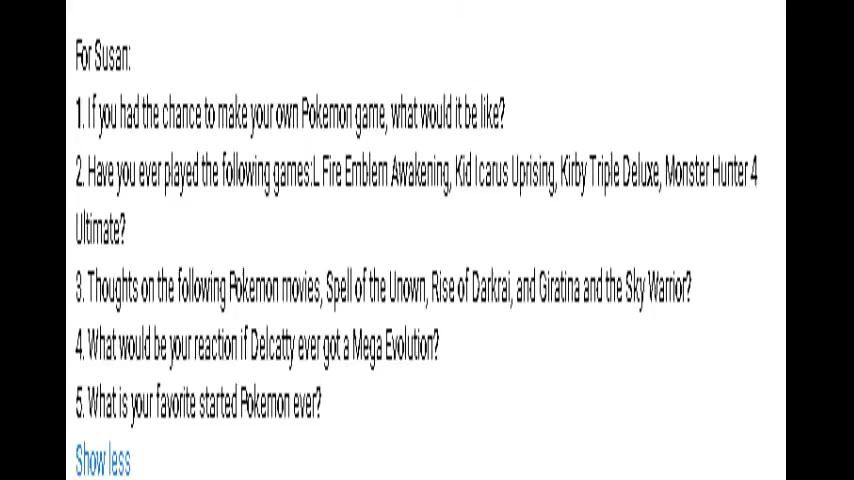 For Susan:
1. If you had the chance to make your own Pokemon game, what would it be like?
2. Have you ever played the following games:L Fire Emblem Awakening, Kid Icarus Uprising, Kirby Triple Deluxe, Monster Hunter 4
Ultimate?
3. Thoughts on the following Pokemon movies, Spell of the Unown, Rise of Darkrai, and Giratina and the Sky Warrior?
4. What would be your reaction if Delcatty ever got a Mega Evolution?
5. What is your favorite started Pokemon ever?
Show less